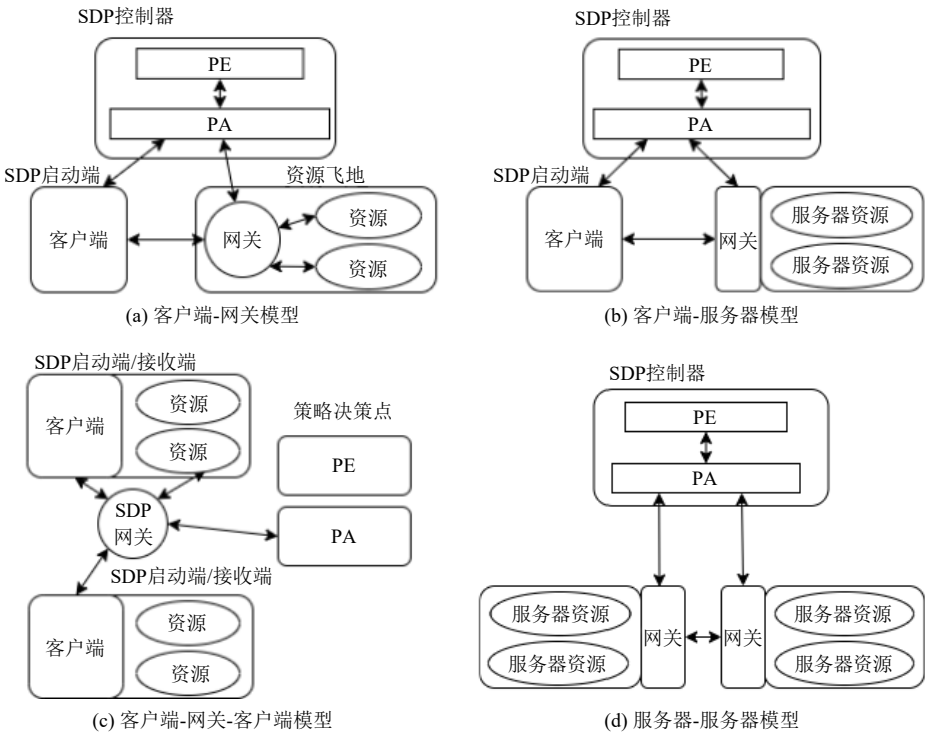 SDP控制器
PE
PA
SDP启动端
资源飞地
客户端
网关
资源
资源
(a) 客户端-网关模型
SDP控制器
PE
PA
SDP启动端
客户端
网关
服务器资源
服务器资源
(b) 客户端-服务器模型
SDP启动端/接收端
客户端
资源
资源
策略决策点
PE
PA
SDP
网关
SDP启动端/接收端
客户端
资源
资源
(c) 客户端-网关-客户端模型
SDP控制器
PE
PA
服务器资源
服务器资源
网关
网关
服务器资源
服务器资源
(d) 服务器-服务器模型